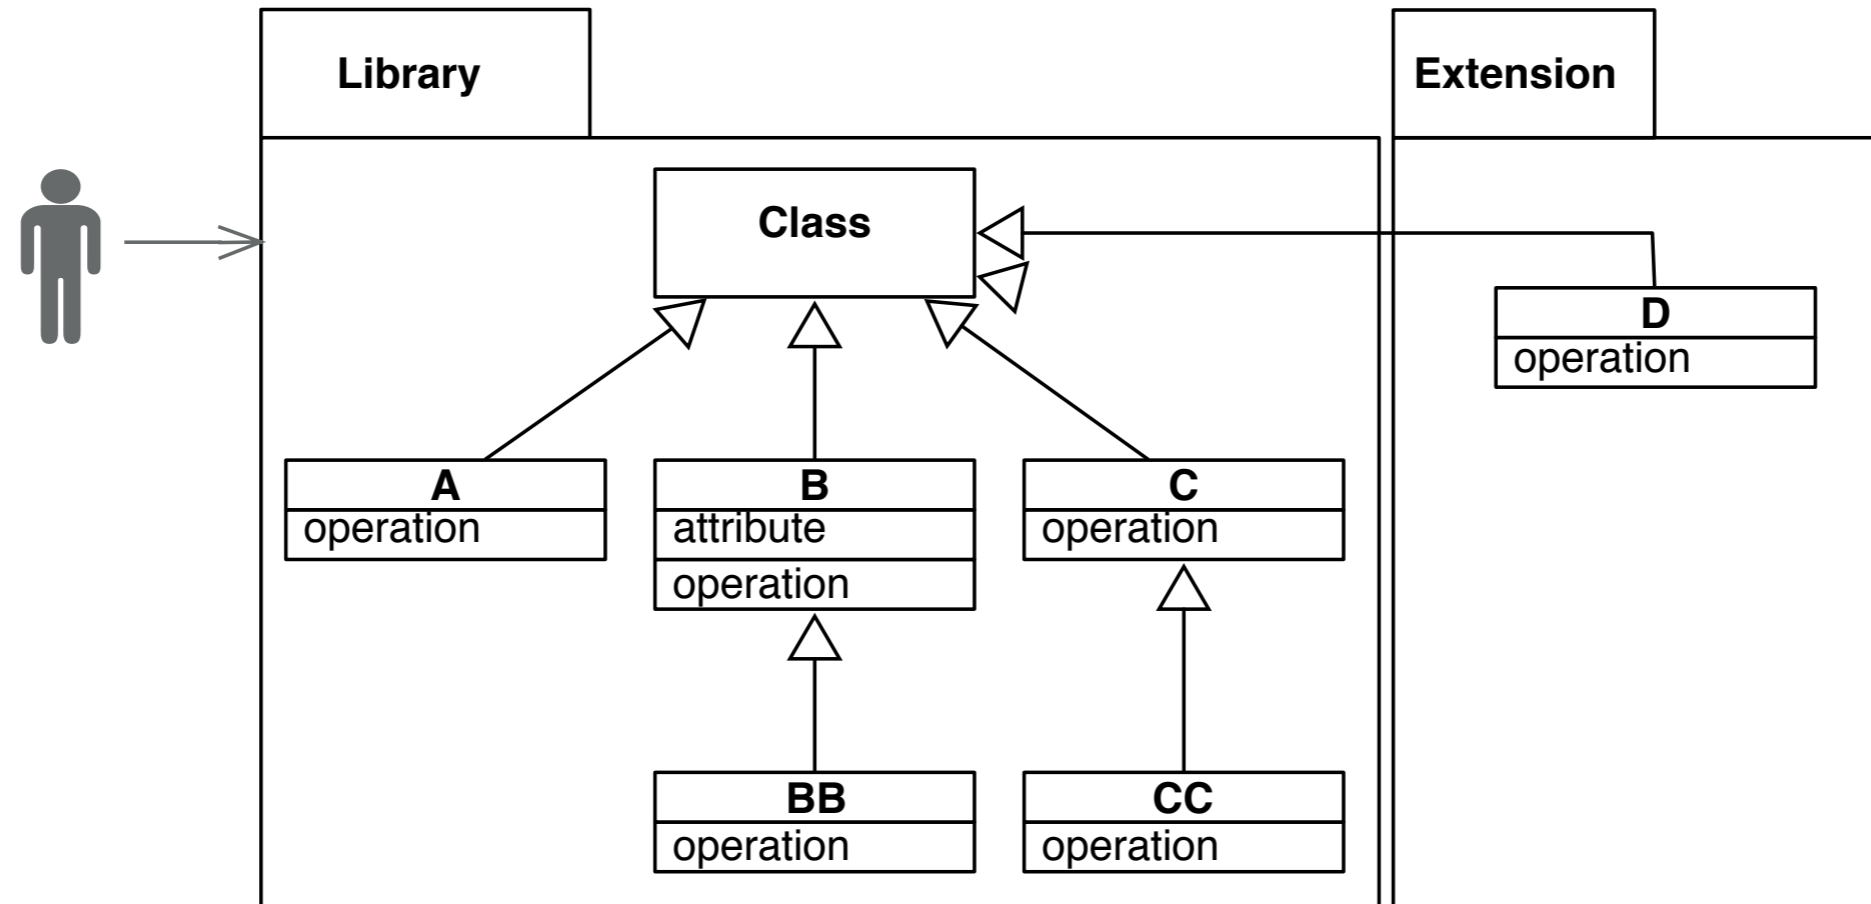 Library
Extension
Class
D
operation
A
operation
B
attribute
operation
C
operation
BB
operation
CC
operation